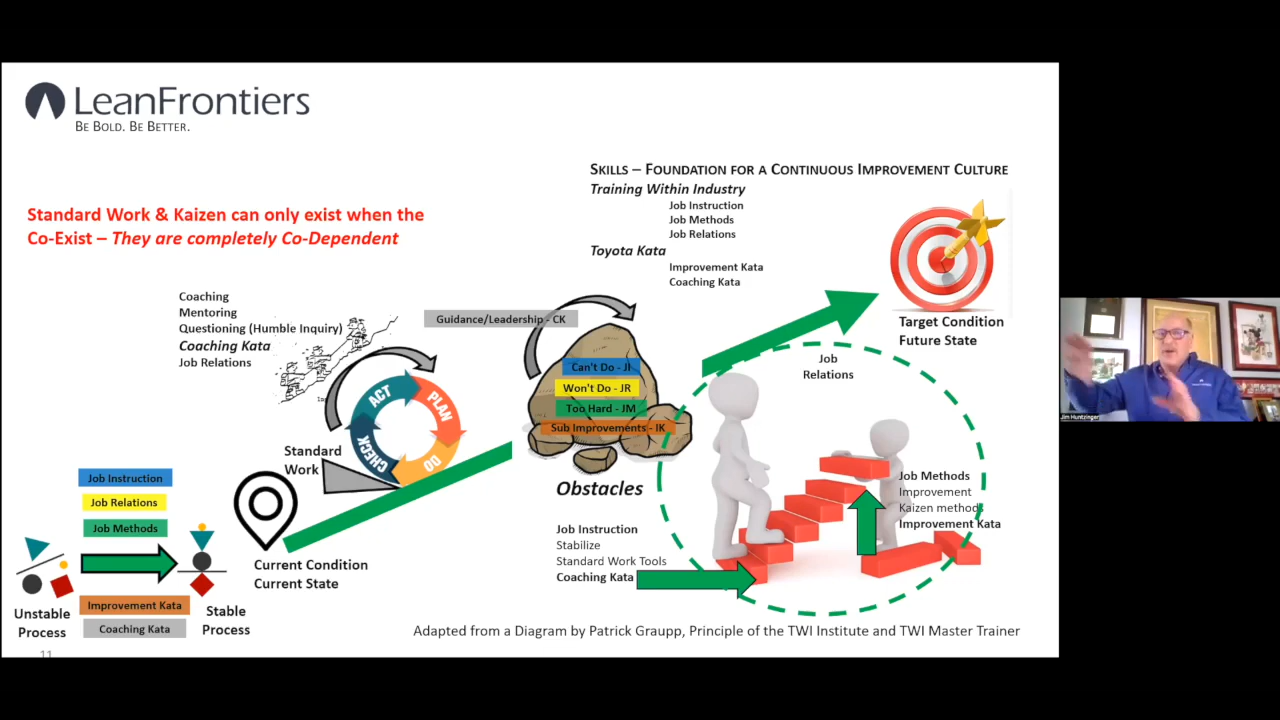 LeanFrontiers
BE BOLD. BE BETTER.
SKILLS – FOUNDATION FOR A CONTINUOUS IMPROVEMENT CULTURE
Training Within Industry
Job Instruction
Job Methods
Job Relations
Toyota Kata
Improvement Kata
Coaching Kata
Standard Work & Kaizen can only exist when the
Co-Exist – They are completely Co-Dependent
Coaching
Mentoring
Questioning (Humble Inquiry)
Coaching Kata
Job Relations
Guidance/Leadership - CK
ACT
PLAN
CHECK
DO
Standard
Work
Can't Do - JI
Won't Do - JR
Too Hard - JM
Sub Improvements - IK
Obstacles
Target Condition
Future State
Job
Relations
Job Instruction
Job Relations
Job Methods
Improvement Kata
Coaching Kata
Unstable
Process
Stable
Process
Current Condition
Current State
Job Instruction
Stabilize
Standard Work Tools
Coaching Kata
Job Methods
Improvement
Kaizen methods
Improvement Kata
Adapted from a Diagram by Patrick Graupp, Principle of the TWI Institute and TWI Master Trainer
11
Jim Huntzinger